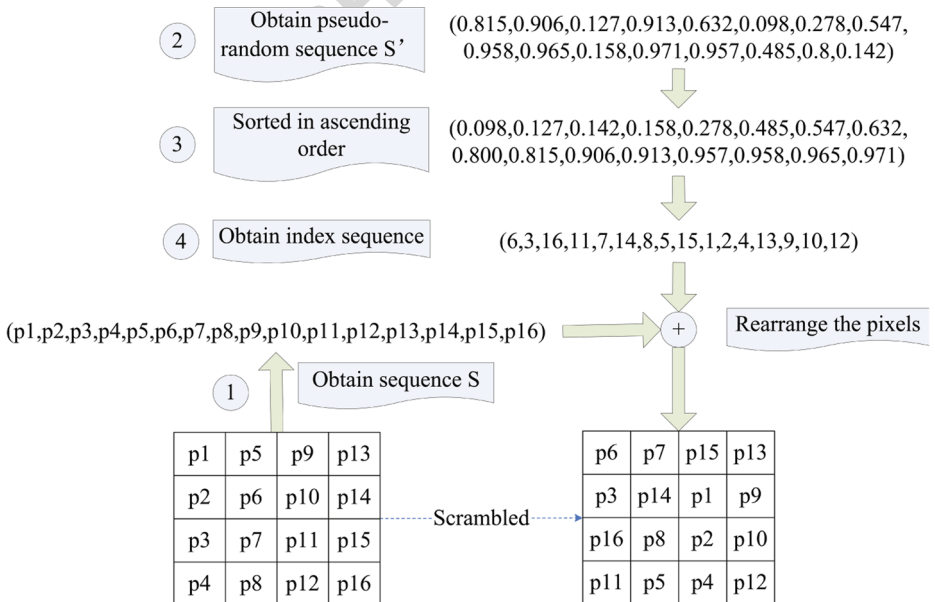 2
Obtain pseudo-
random sequence S’
(0.815,0.906,0.127,0.913,0.632,0.098,0.278,0.547,
0.958,0.965,0.158,0.971,0.957,0.485,0.8,0.142)
3
Sorted in ascending
order
(0.098,0.127,0.142,0.158,0.278,0.485,0.547,0.632,
0.800,0.815,0.906,0.913,0.957,0.958,0.965,0.971)
4
Obtain index sequence
(6,3,16,11,7,14,8,5,15,1,2,4,13,9,10,12)
(p1,p2,p3,p4,p5,p6,p7,p8,p9,p10,p11,p12,p13,p14,p15,p16)
+
Rearrange the pixels
1
Obtain sequence S
p1 p5 p9 p13
p2 p6 p10 p14
p3 p7 p11 p15
p4 p8 p12 p16
Scrambled
p6 p7 p15 p13
p3 p14 p1 p9
p16 p8 p2 p10
p11 p5 p4 p12